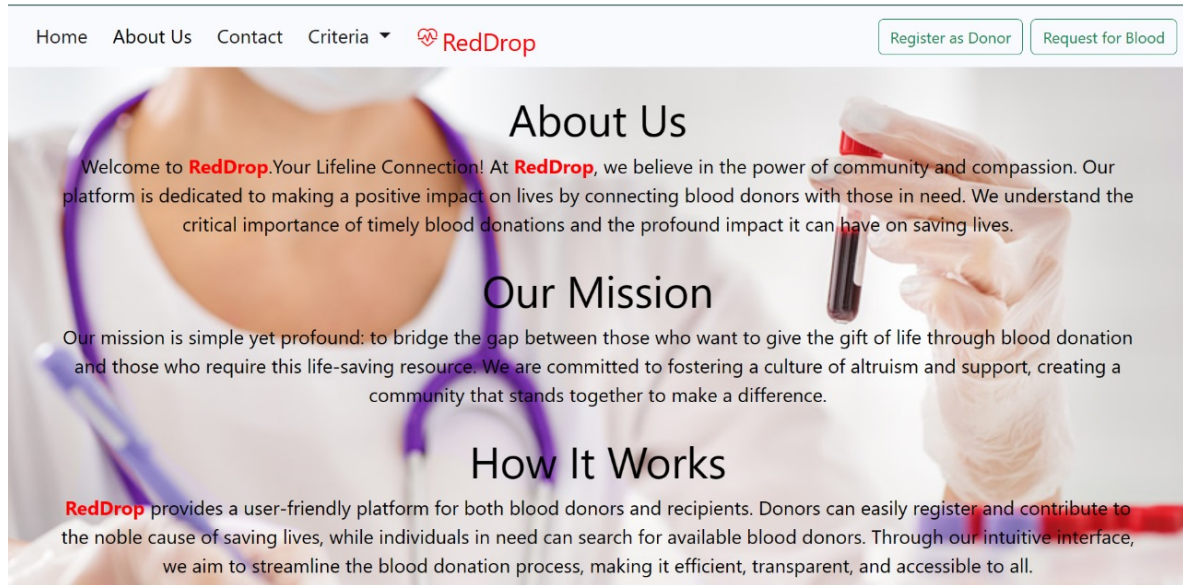 Home About Us Contact Criteria RedDrop Register as Donor Request for Blood
About Us
Welcome to RedDrop.Your Lifeline Connection! At RedDrop, we believe in the power of community and compassion. Our
platform is dedicated to making a positive impact on lives by connecting blood donors with those in need. We understand the
critical importance of timely blood donations and the profound impact it can have on saving lives.
Our Mission
Our mission is simple yet profound: to bridge the gap between those who want to give the gift of life through blood donation
and those who require this life-saving resource. We are committed to fostering a culture of altruism and support, creating a
community that stands together to make a difference.
How It Works
RedDrop provides a user-friendly platform for both blood donors and recipients. Donors can easily register and contribute to
the noble cause of saving lives, while individuals in need can search for available blood donors. Through our intuitive interface,
we aim to streamline the blood donation process, making it efficient, transparent, and accessible to all.